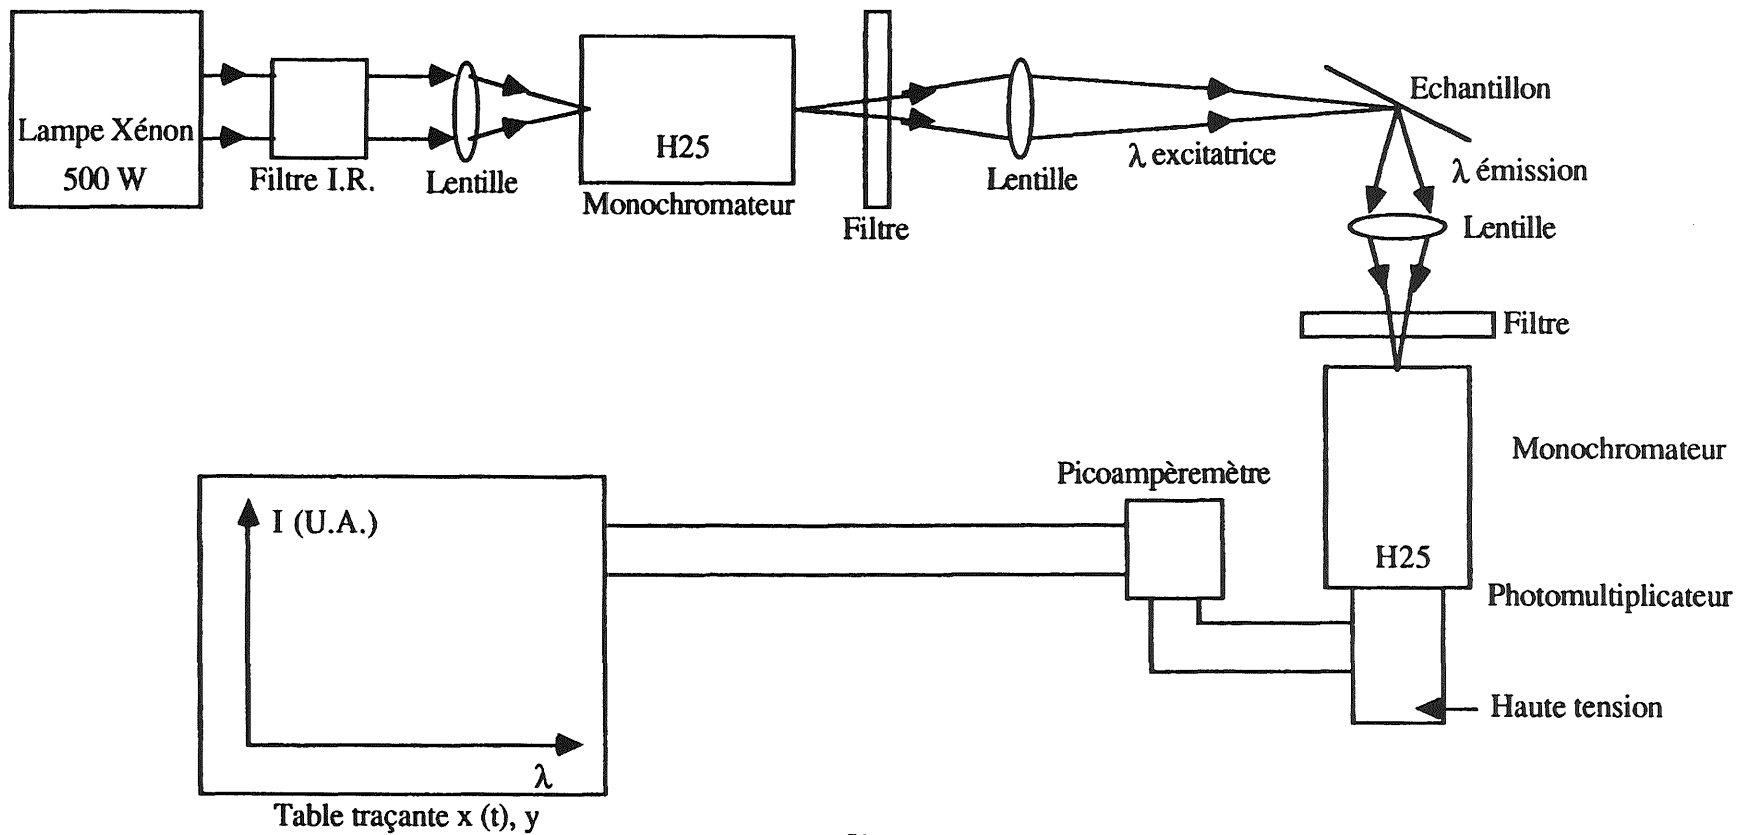 Lampe Xénon
500 W
Filtre I.R.
Lentille
H25
Monochromateur
Filtre
Lentille
λ excitatrice
Echantillon
λ émission
Lentille
Filtre
Monochromateur
H25
Photomultiplicateur
Haute tension
Picoampèremètre
I (U.A.)
λ
Table traçante x (t), y